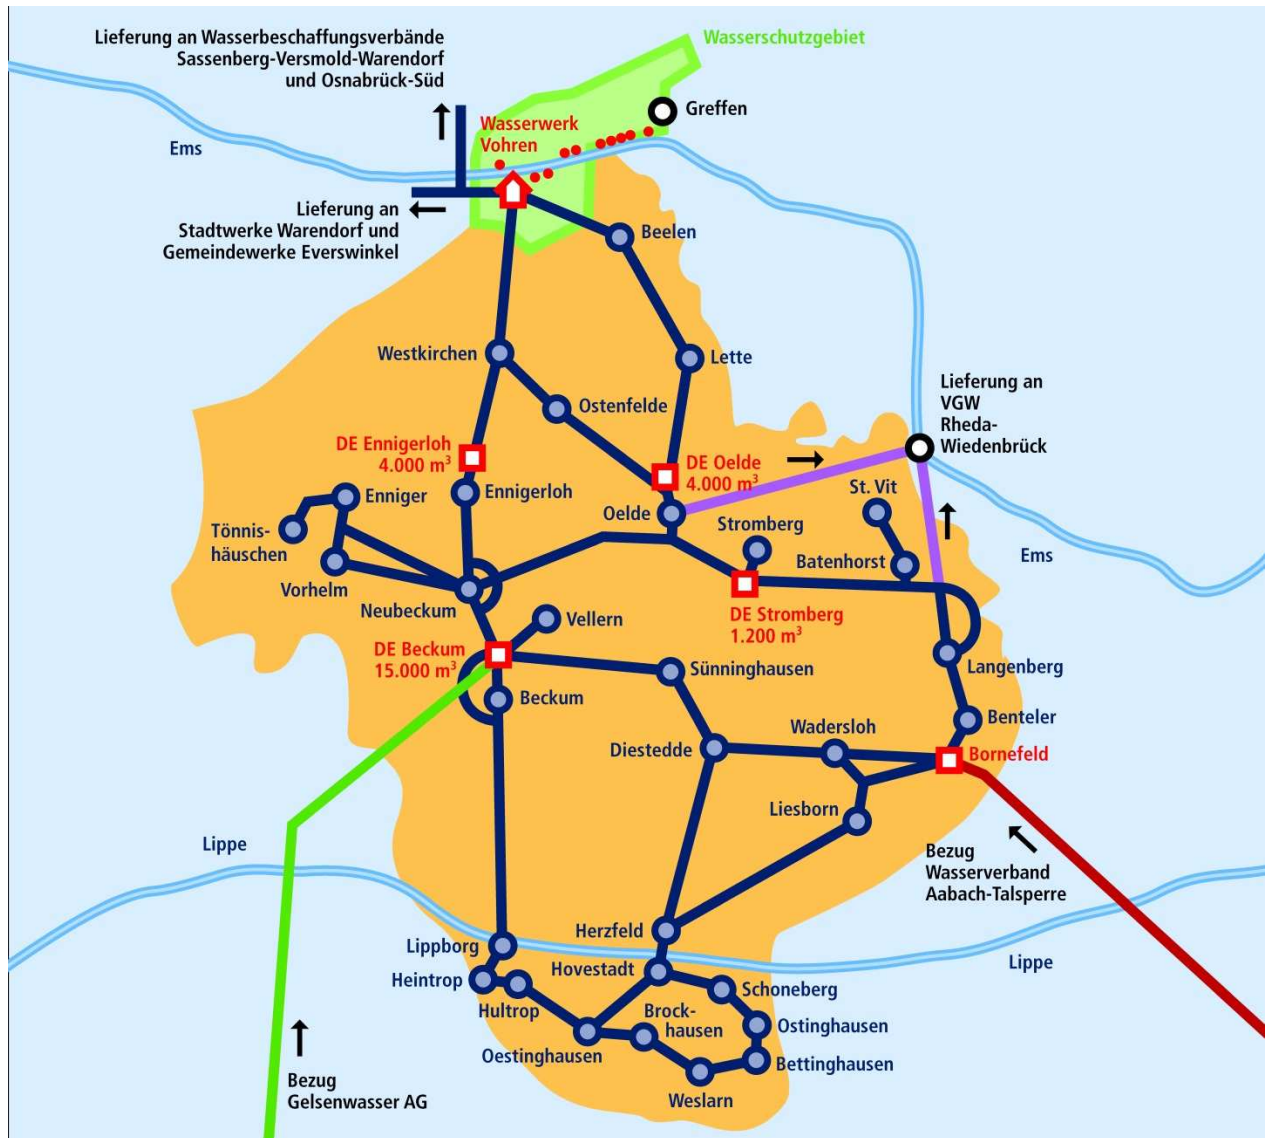 Lieferung an Wasserbeschaffungsverbände
Sassenberg-Versmold-Warendorf
und Osnabrück-Süd
Wasserschutzgebiet
Greffen
Wasserwerk
Vohren
Ems
Lieferung an
Stadtwerke Warendorf und
Gemeindewerke Everswinkel
Beelen
Westkirchen
Lette
Ostenfelde
Lieferung an
VGW
Rheda-
Wiedenbrück
DE Ennigerloh
4.000 m³
DE Oelde
4.000 m³
Enniger
Ennigerloh
St. Vit
Oelde
Stromberg
Tönnis-
häuschen
Batenhorst
Ems
Vorhelm
Neubeckum
DE Stromberg
1.200 m³
Vellern
DE Beckum
15.000 m³
Sünninghausen
Langenberg
Beckum
Benteler
Wadersloh
Diestedde
Bornefeld
Liesborn
Lippe
Bezug
Wasserverband
Aabach-Talsperre
Herzfeld
Lippborg
Lippe
Heintrop
Hovestadt
Schoneberg
Hultrop
Brock-
hausen
Ostinghausen
Oestinghausen
Bettinghausen
Weslarn
Bezug
Gelsenwasser AG